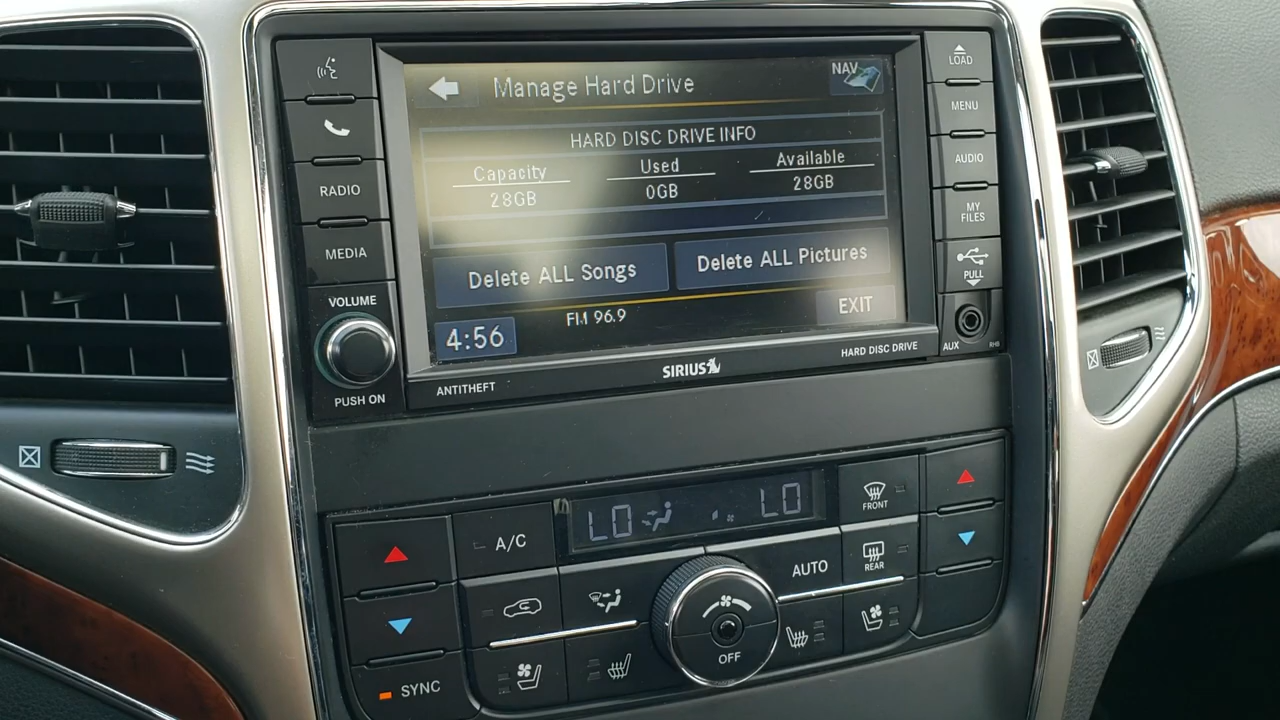 LOAD
Manage Hard Drive
NAV
MENU
HARD DISC DRIVE INFO
Capacity Used Available
28GB 0GB 28GB
AUDIO
RADIO
MY
FILES
MEDIA
Delete ALL Songs Delete ALL Pictures
PULL
VOLUME
4:56 FM 96.9 EXIT
AUX RHB
PUSH ON
ANTITHEFT SIRIUS HARD DISC DRIVE
LO LO
FRONT
A/C
AUTO
REAR
OFF
SYNC